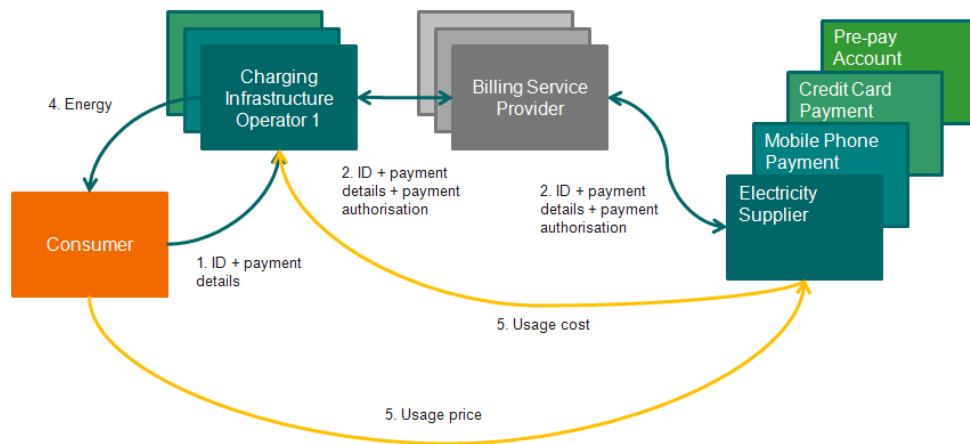 Pre-pay
Account
Charging
Infrastructure
Operator 1
Billing Service
Provider
Credit Card
Payment
4. Energy
Mobile Phone
Payment
2. ID + payment
details + payment
authorisation
2. ID + payment
details + payment
authorisation
Electricity
Supplier
Consumer
1. ID + payment
details
5. Usage cost
5. Usage price